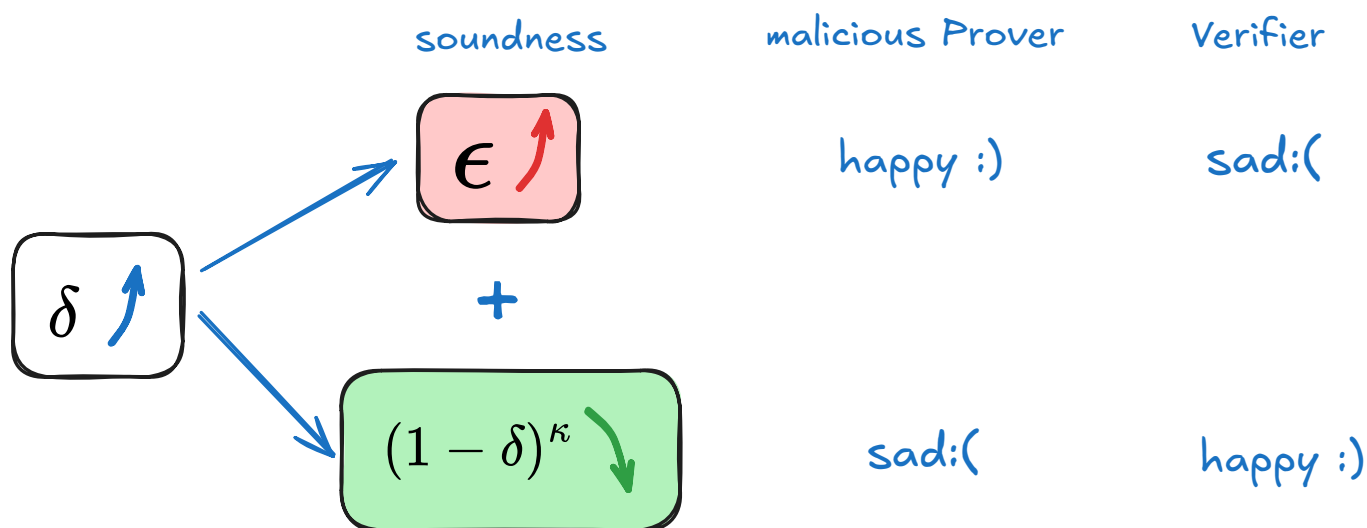 soundness malicious Prover Verifier
ϵ happy :) sad:(
δ
+
(1 − δ)^κ sad:( happy :)